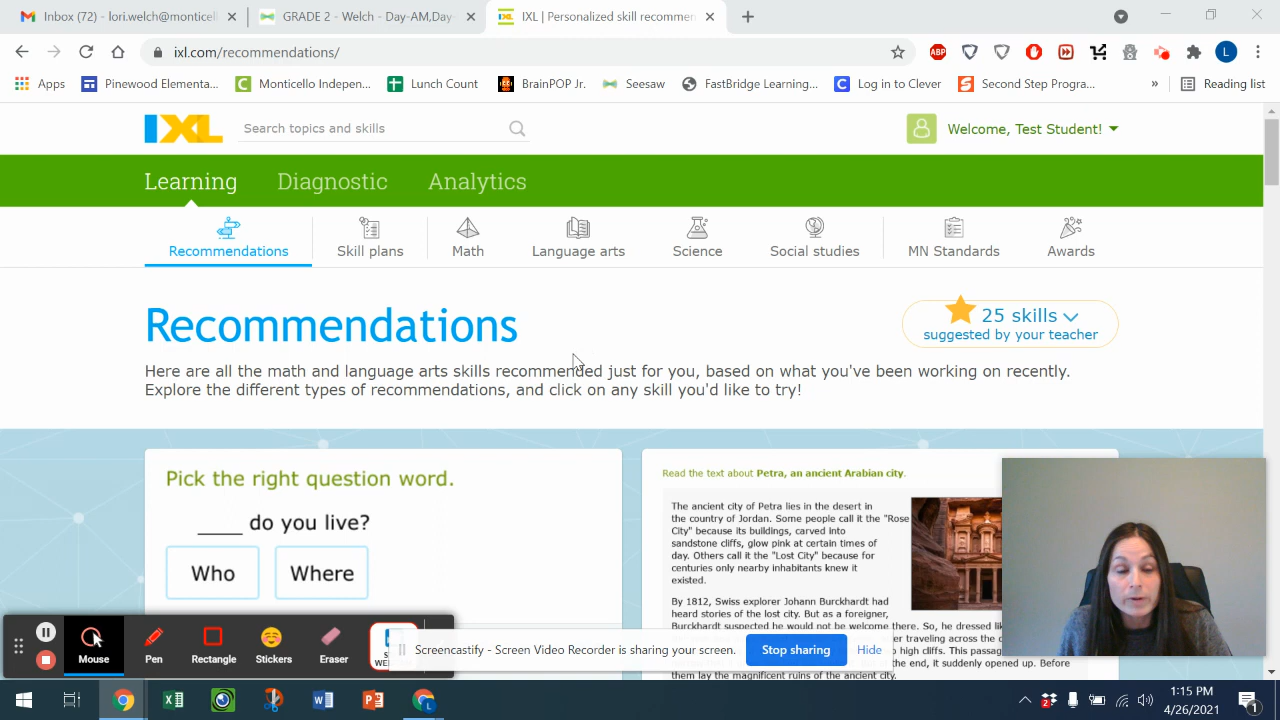 Inbox (72) - lori.welch@monticell
GRADE 2 - Welch - Day-AM,Day-
IXL | Personalized skill recommen
ixl.com/recommendations/
ABP
L
Apps
Pinewood Elementa...
Monticello Indepen...
Lunch Count
BrainPOP Jr.
Seesaw
FastBridge Learning...
Log in to Clever
Second Step Progra...
»
Reading list
IXL
Search topics and skills
Welcome, Test Student!
Learning
Diagnostic
Analytics
Recommendations
Skill plans
Math
Language arts
Science
Social studies
MN Standards
Awards
Recommendations
25 skills
suggested by your teacher
Here are all the math and language arts skills recommended just for you, based on what you've been working on recently.
Explore the different types of recommendations, and click on any skill you'd like to try!
Pick the right question word.
____ do you live?
Who
Where
Read the text about Petra, an ancient Arabian city.
The ancient city of Petra lies in the desert in
the country of Jordan. Some people call it the "Rose
City" because its buildings, carved into
sandstone cliffs, glow pink at certain times of
day. Others call it the "Lost City" because for
centuries only nearby inhabitants knew it
existed.
By 1812, Swiss explorer Johann Burckhardt had
heard stories of the lost city. But as a foreigner,
Burckhardt suspected he would not be welcome there. So, he dressed
traveling across the
high cliffs. This passag
the end, it suddenly opened up. Before
them lay the magnificent ruins of the ancient city.
Mouse
Pen
Rectangle
Stickers
Eraser
Screencastify - Screen Video Recorder is sharing your screen.
Stop sharing
Hide
1:15 PM
4/26/2021